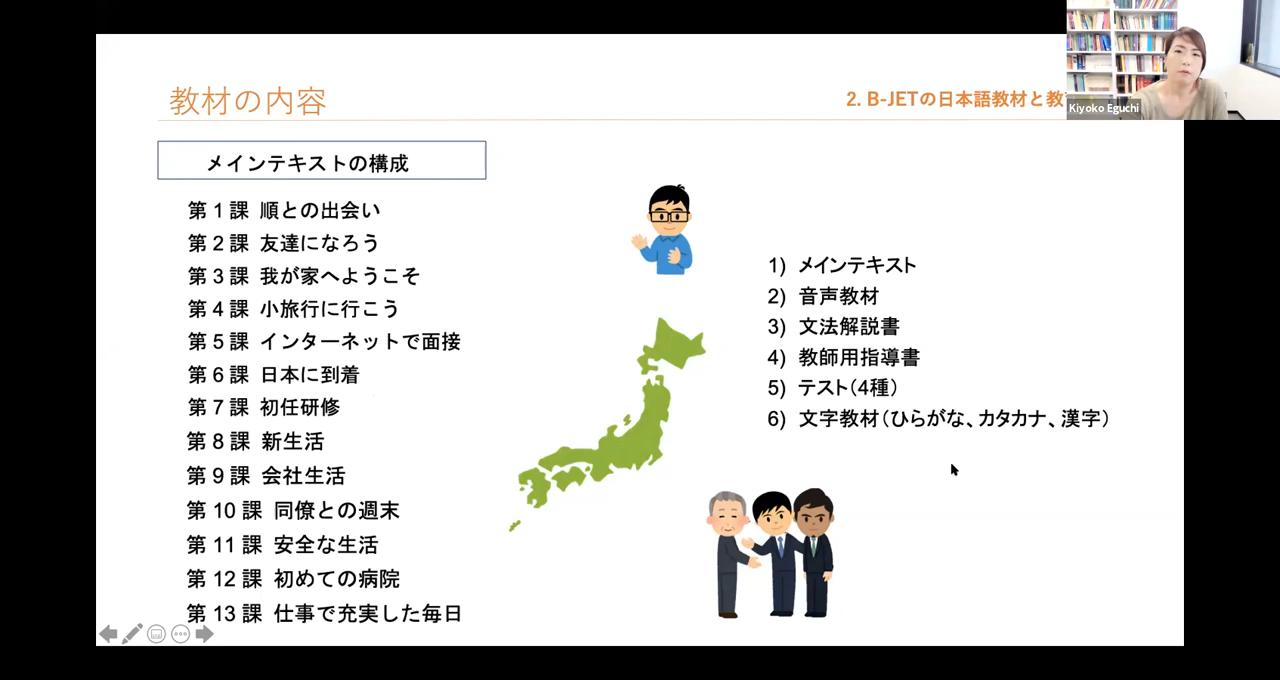 教材の内容
2. B-JETの日本語教材と教
Kiyoko Eguchi
メインテキストの構成
第 1 課 順との出会い
第 2 課 友達になろう
第 3 課 我が家へようこそ
第 4 課 小旅行に行こう
第 5 課 インターネットで面接
第 6 課 日本に到着
第 7 課 初任研修
第 8 課 新生活
第 9 課 会社生活
第 10 課 同僚との週末
第 11 課 安全な生活
第 12 課 初めての病院
第 13 課 仕事で充実した毎日
1) メインテキスト
2) 音声教材
3) 文法解説書
4) 教師用指導書
5) テスト(4種)
6) 文字教材(ひらがな、カタカナ、漢字)